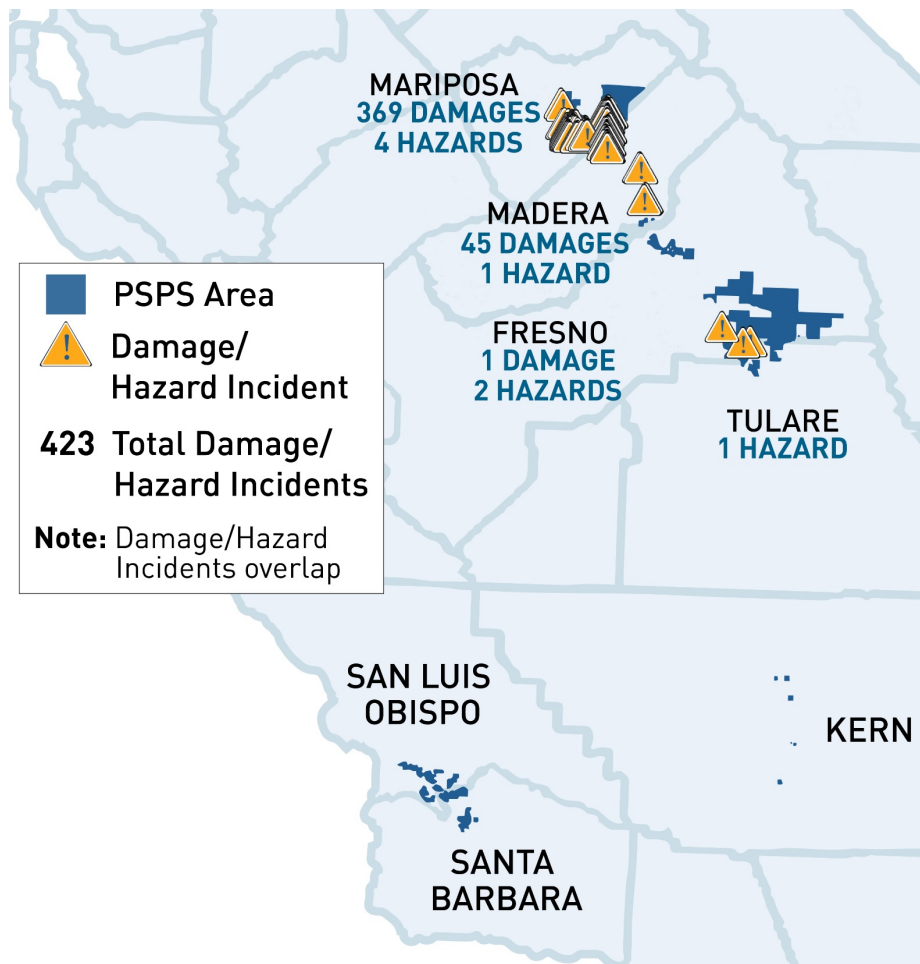 MARIPOSA
369 DAMAGES
4 HAZARDS
MADERA
45 DAMAGES
1 HAZARD
PSPS Area
! Damage/
Hazard Incident
423 Total Damage/
Hazard Incidents
Note: Damage/Hazard
Incidents overlap
FRESNO
1 DAMAGE
2 HAZARDS
TULARE
1 HAZARD
SAN LUIS
OBISPO
KERN
SANTA
BARBARA